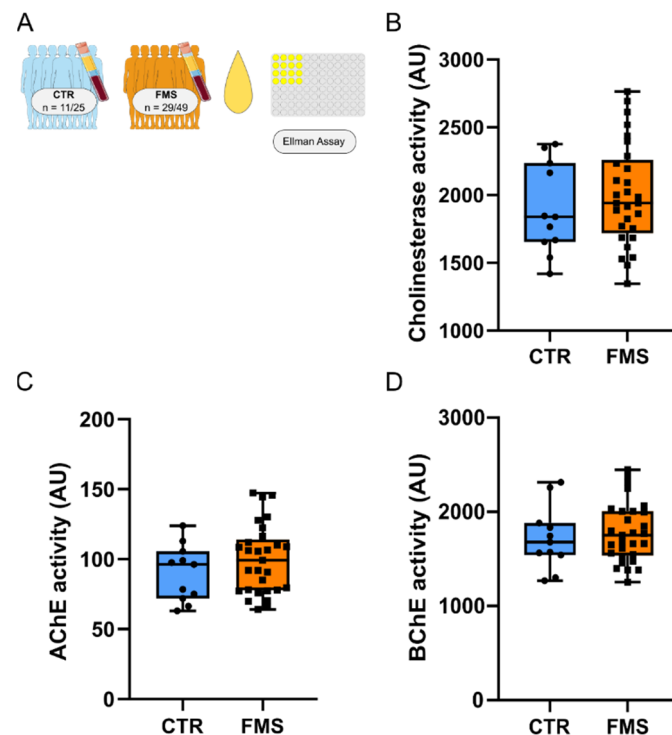 A
CTR
n = 11/25
FMS
n = 29/49
Ellman Assay
B
Cholinesterase activity (AU)
3000
2500
2000
1500
1000
CTR FMS
C
AChE activity (AU)
200
150
100
50
0
CTR FMS
D
BChE activity (AU)
3000
2000
1000
0
CTR FMS